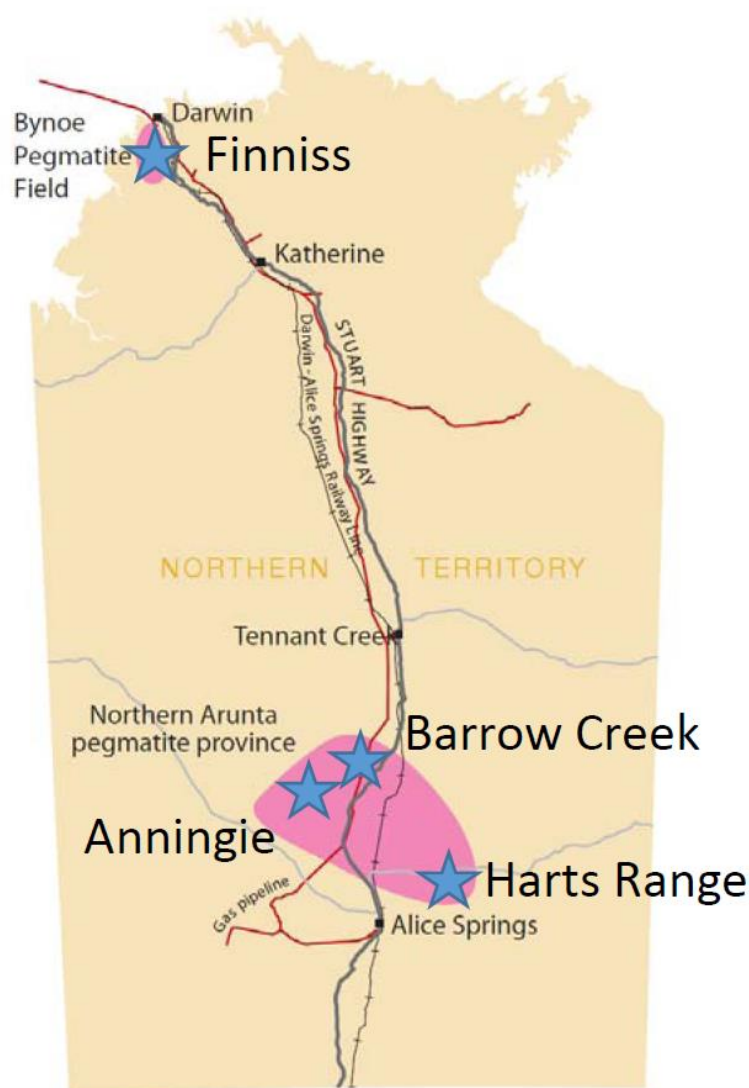 Darwin
Bynoe
Pegmatite
Field
Finniss
Katherine
STUART HIGHWAY
Darwin - Alice Springs Railway Line
NORTHERN TERRITORY
Tennant Creek
Northern Arunta
pegmatite province
Barrow Creek
Anningie
Harts Range
Gas pipeline
Alice Springs